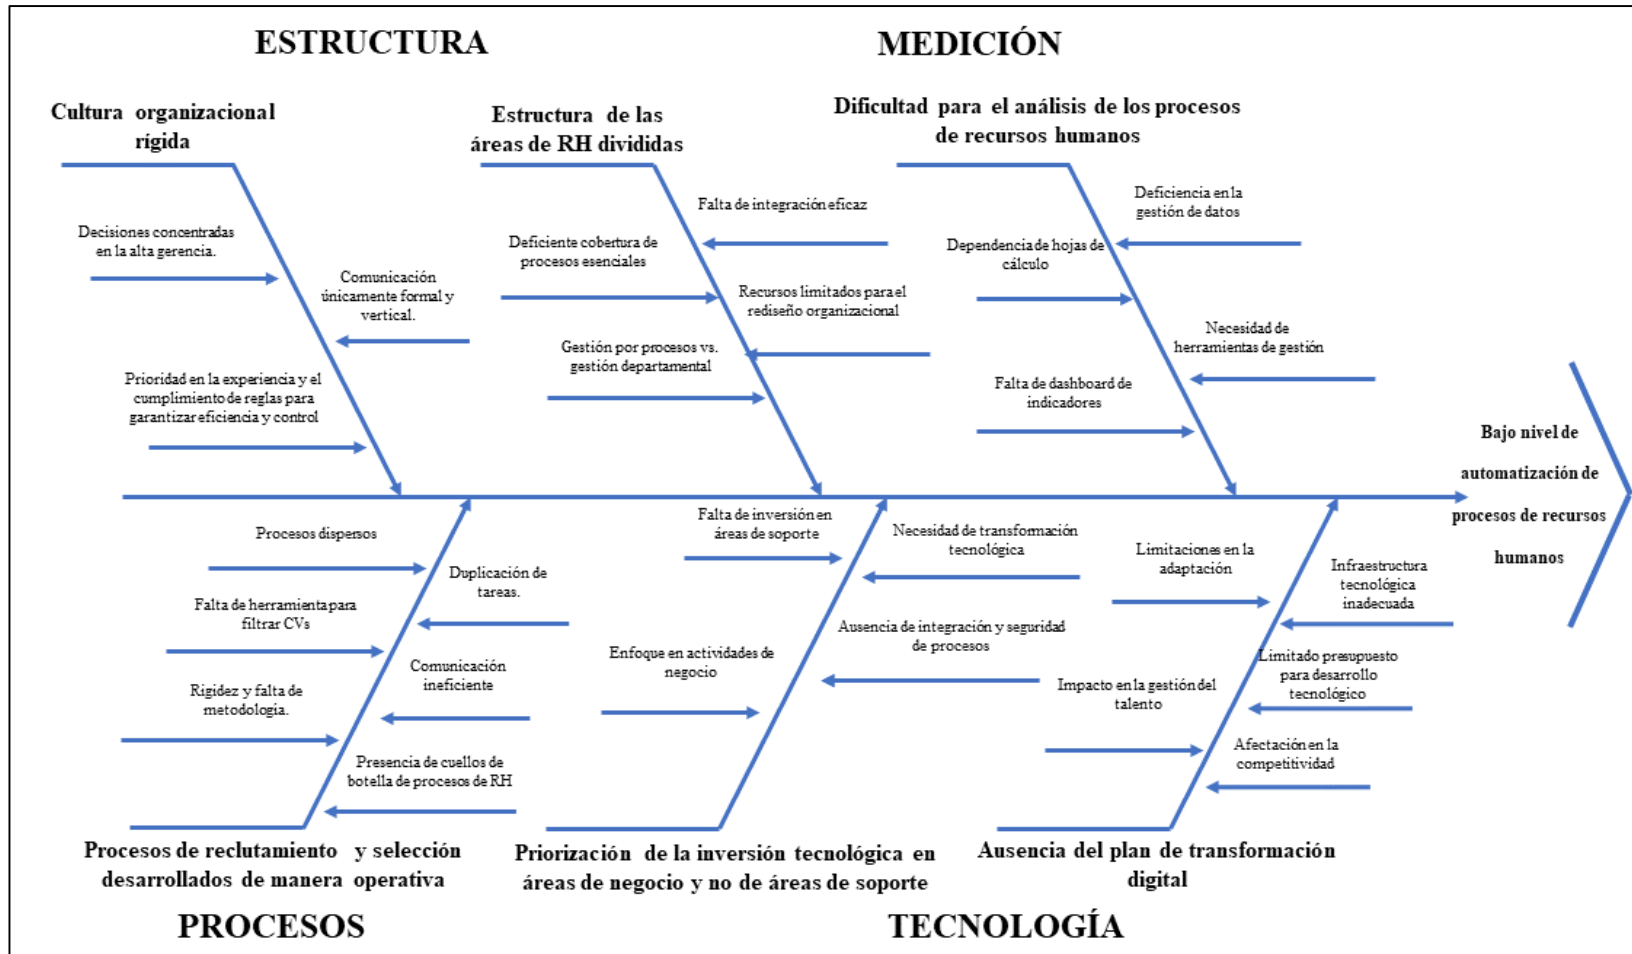 ESTRUCTURA
MEDICIÓN
Cultura organizacional
rígida
Estructura de las
áreas de RH divididas
Dificultad para el análisis de los procesos
de recursos humanos
Decisiones concentradas
en la alta gerencia.
Comunicación
únicamente formal y
vertical.
Prioridad en la experiencia y el
cumplimiento de reglas para
garantizar eficiencia y control
Falta de integración eficaz
Deficiente cobertura de
procesos esenciales
Recursos limitados para el
rediseño organizacional
Gestión por procesos vs.
gestión departamental
Deficiencia en la
gestión de datos
Dependencia de hojas de
cálculo
Necesidad de
herramientas de gestión
Falta de dashboard de
indicadores
Bajo nivel de
automatización de
procesos de recursos
humanos
Procesos dispersos
Duplicación de
tareas.
Falta de herramienta para
filtrar CVs
Comunicación
ineficiente
Rigidez y falta de
metodología.
Presencia de cuellos de
botella de procesos de RH
Falta de inversión en
áreas de soporte
Necesidad de transformación
tecnológica
Enfoque en actividades de
negocio
Ausencia de integración y seguridad
de procesos
Limitaciones en la
adaptación
Infraestructura
tecnológica
inadecuada
Limitado presupuesto
para desarrollo
tecnológico
Impacto en la gestión del
talento
Afectación en la
competitividad
Procesos de reclutamiento y selección
desarrollados de manera operativa
Priorización de la inversión tecnológica en
áreas de negocio y no de áreas de soporte
Ausencia del plan de transformación
digital
PROCESOS
TECNOLOGÍA